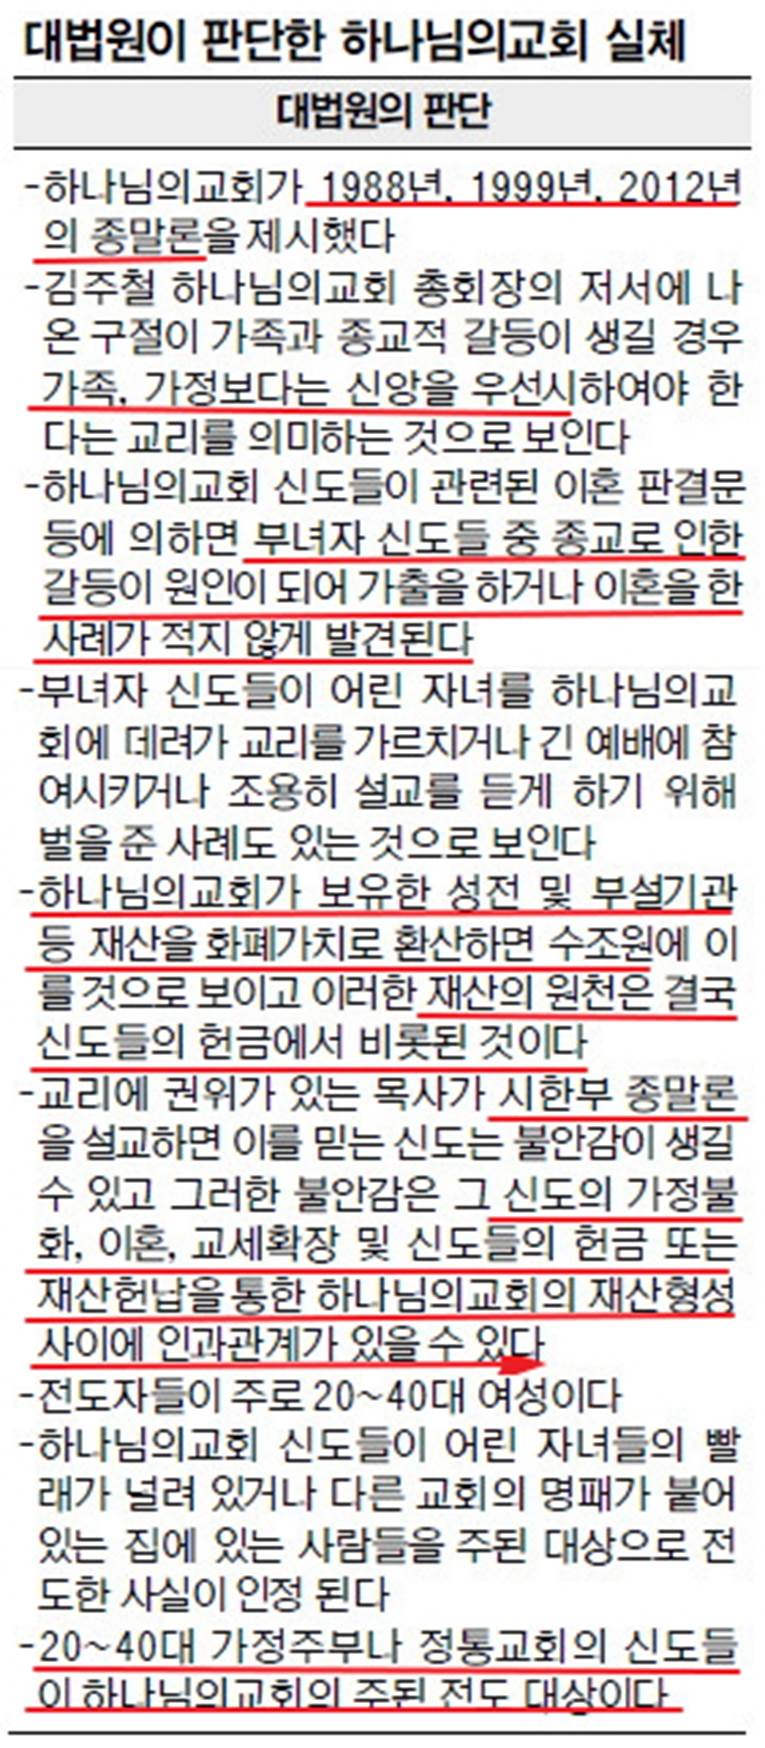 대법원이 판단한 하나님의교회 실체
대법원의 판단
-하나님의교회가 1988년, 1999년, 2012년
의 종말론을 제시했다
-김주철 하나님의교회 총회장의 저서에 나
온 구절이 가족과 종교적 갈등이 생길 경우
가족, 가정보다는 신앙을 우선시하여야 한
다는 교리를 의미하는 것으로 보인다
-하나님의교회 신도들이 관련된 이혼 판결문
등에 의하면 부녀자 신도들 중 종교로 인한
갈등이 원인이 되어 가출을 하거나 이혼을 한
사례가 적지 않게 발견된다
-부녀자 신도들이 어린 자녀를 하나님의교
회에 데려가 교리를 가르치거나 긴 예배에 참
여시키거나 조용히 설교를 듣게 하기 위해
벌을 준 사례도 있는 것으로 보인다
-하나님의교회가 보유한 성전 및 부설기관
등 재산을 화폐가치로 환산하면 수조원에 이
를 것으로 보이고 이러한 재산의 원천은 결국
신도들의 헌금에서 비롯된 것이다
-교리에 권위가 있는 목사가 시한부 종말론
을 설교하면 이를 믿는 신도는 불안감이 생길
수 있고 그러한 불안감은 그 신도의 가정불
화, 이혼, 교세확장 및 신도들의 헌금 또는
재산헌납을 통한 하나님의교회의 재산형성
사이에 인과관계가 있을 수 있다
-전도자들이 주로 20~40대 여성이다
-하나님의교회 신도들이 어린 자녀들의 빨
래가 널려 있거나 다른 교회의 명패가 붙어
있는 집에 있는 사람들을 주된 대상으로 전
도한 사실이 인정 된다
-20~40대 가정주부나 정통교회의 신도들
이 하나님의교회의 주된 전도 대상이다